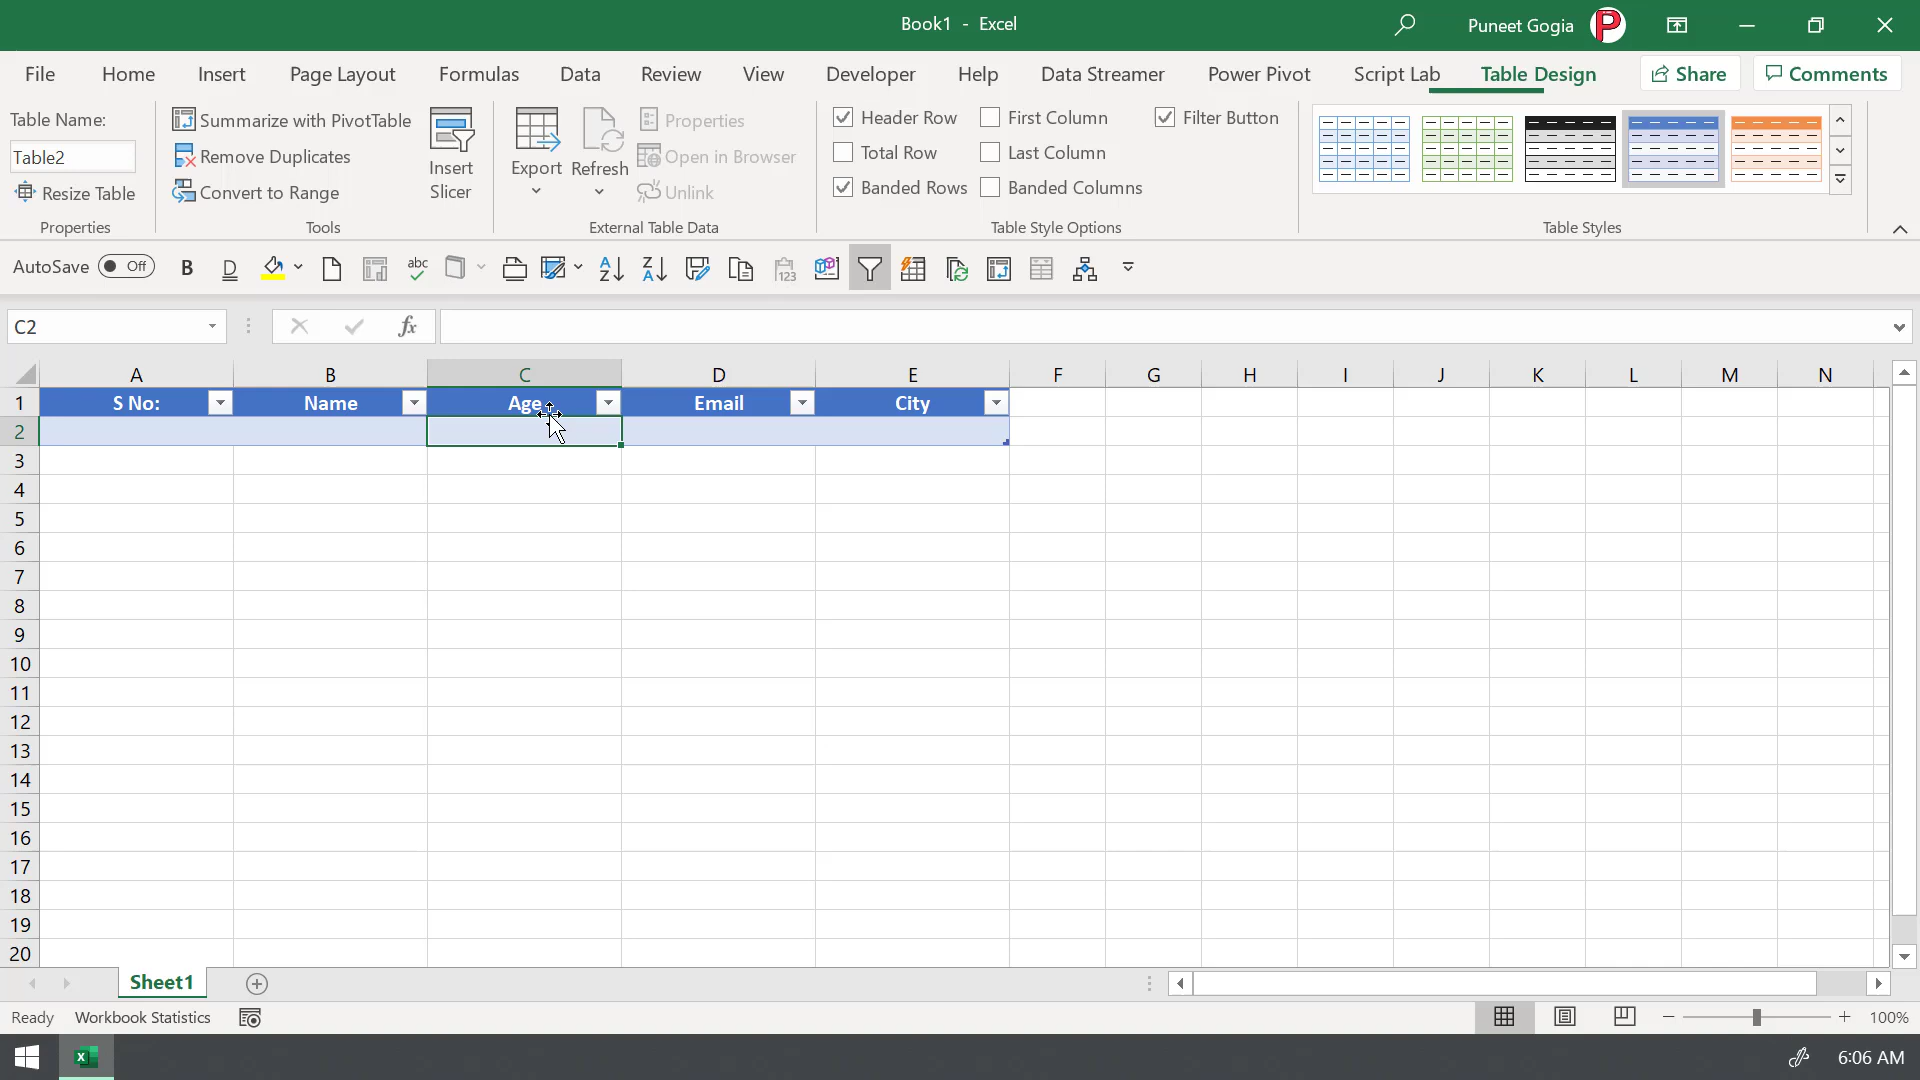 Book1 - Excel
Puneet Gogia
File Home Insert Page Layout Formulas Data Review View Developer Help Data Streamer Power Pivot Script Lab Table Design Share Comments
Table Name:
Table2
Resize Table
Properties
Summarize with PivotTable
Remove Duplicates
Convert to Range
Tools
Insert
Slicer
Export
Refresh
Properties
Open in Browser
Unlink
External Table Data
Header Row First Column Filter Button
Total Row Last Column
Banded Rows Banded Columns
Table Style Options
Table Styles
AutoSave Off B D abc A Z Z A 123
C2 fx
A B C D E F G H I J K L M N
1 S No: Name Age Email City
2
3
4
5
6
7
8
9
10
11
12
13
14
15
16
17
18
19
20
Sheet1
Ready Workbook Statistics 100%
6:06 AM